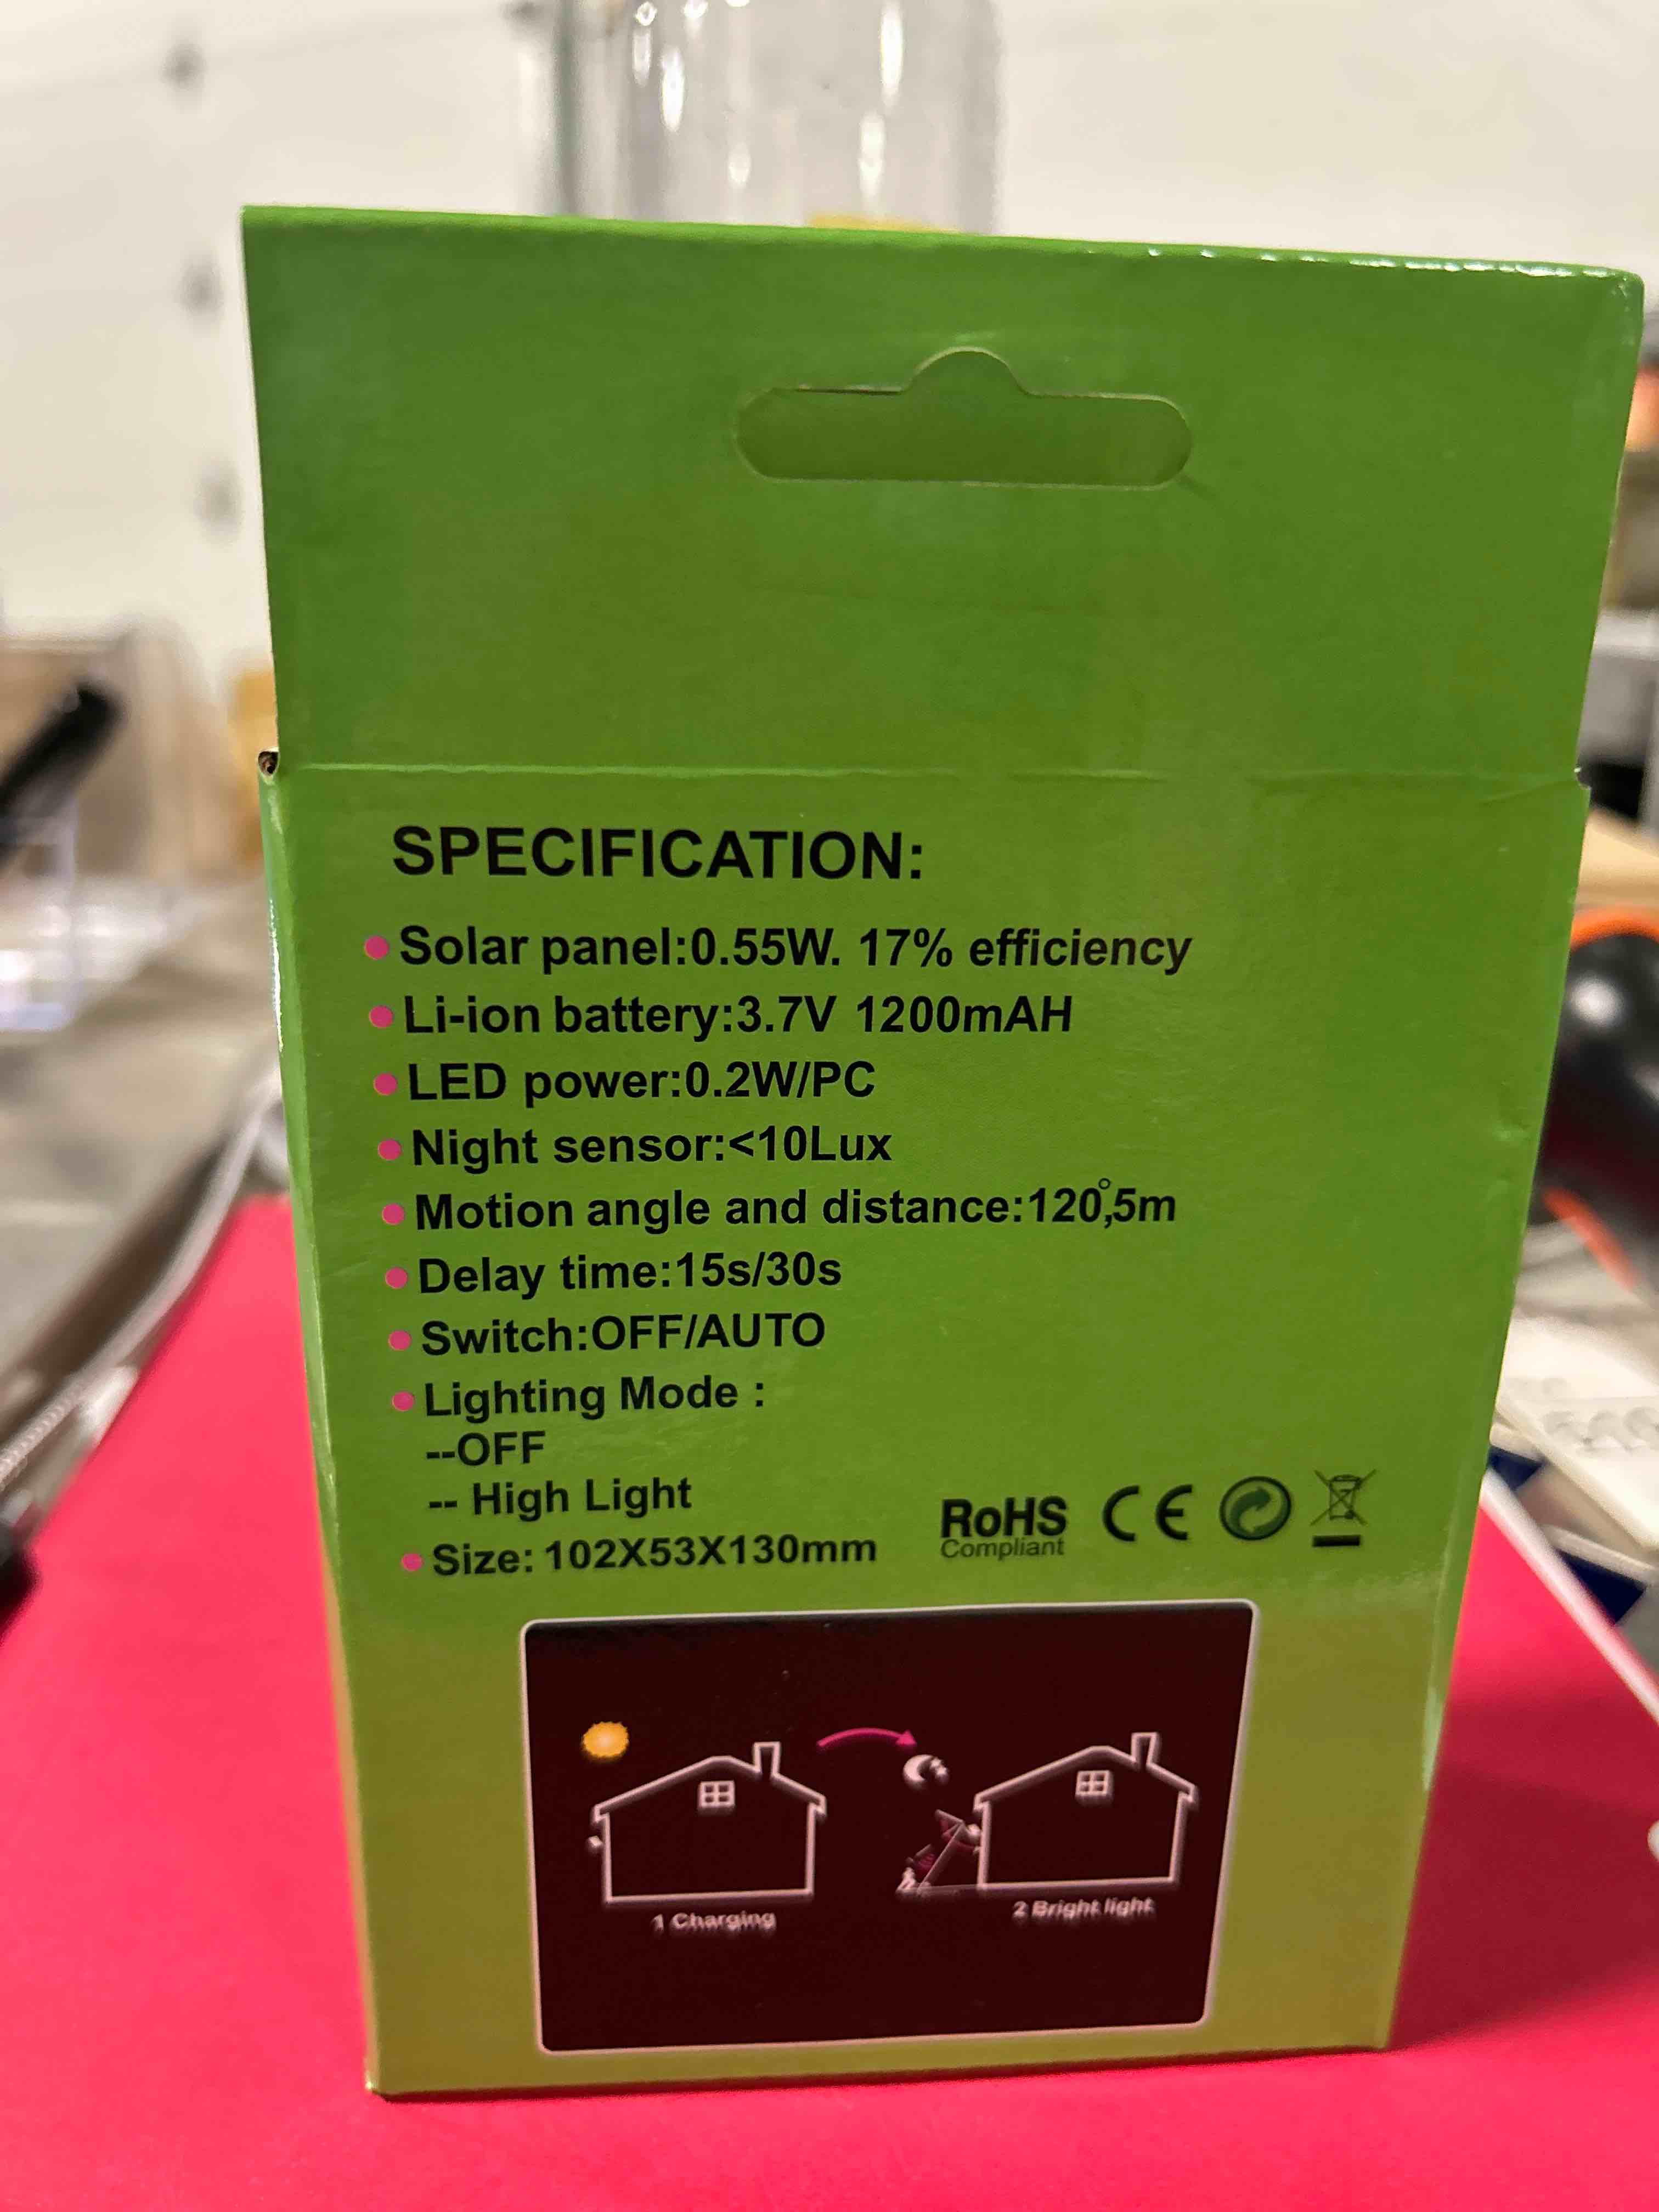 SPECIFICATION:
Solar panel:0.55W. 17% efficiency
Li-ion battery:3.7V 1200mAH
LED power:0.2W/PC
Night sensor:<10Lux
Motion angle and distance:120°,5m
Delay time:15s/30s
Switch:OFF/AUTO
Lighting Mode :
--OFF
-- High Light
Size: 102X53X130mm
RoHS
Compliant
CE
1 Charging
2 Bright light